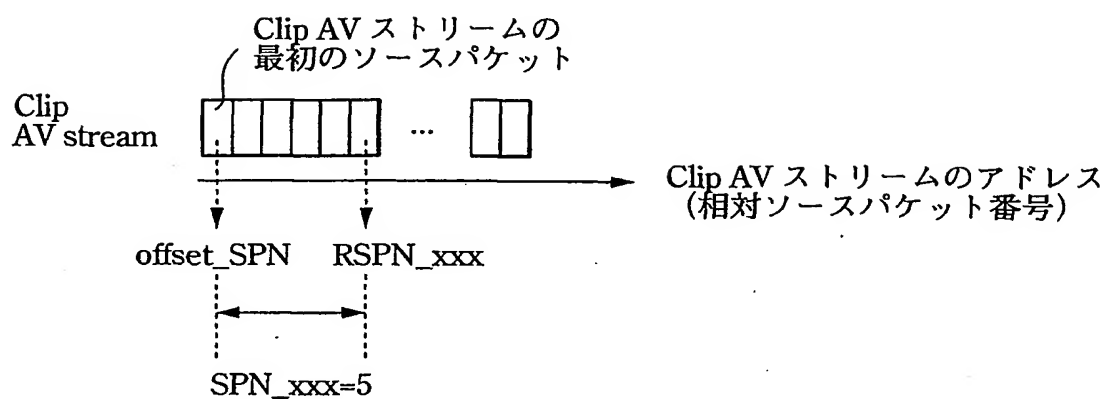 Clip AV ストリームの
最初のソースパケット
Clip
AV stream
...
Clip AV ストリームのアドレス
(相対ソースパケット番号)
offset_SPN RSPN_xxx
SPN_xxx=5